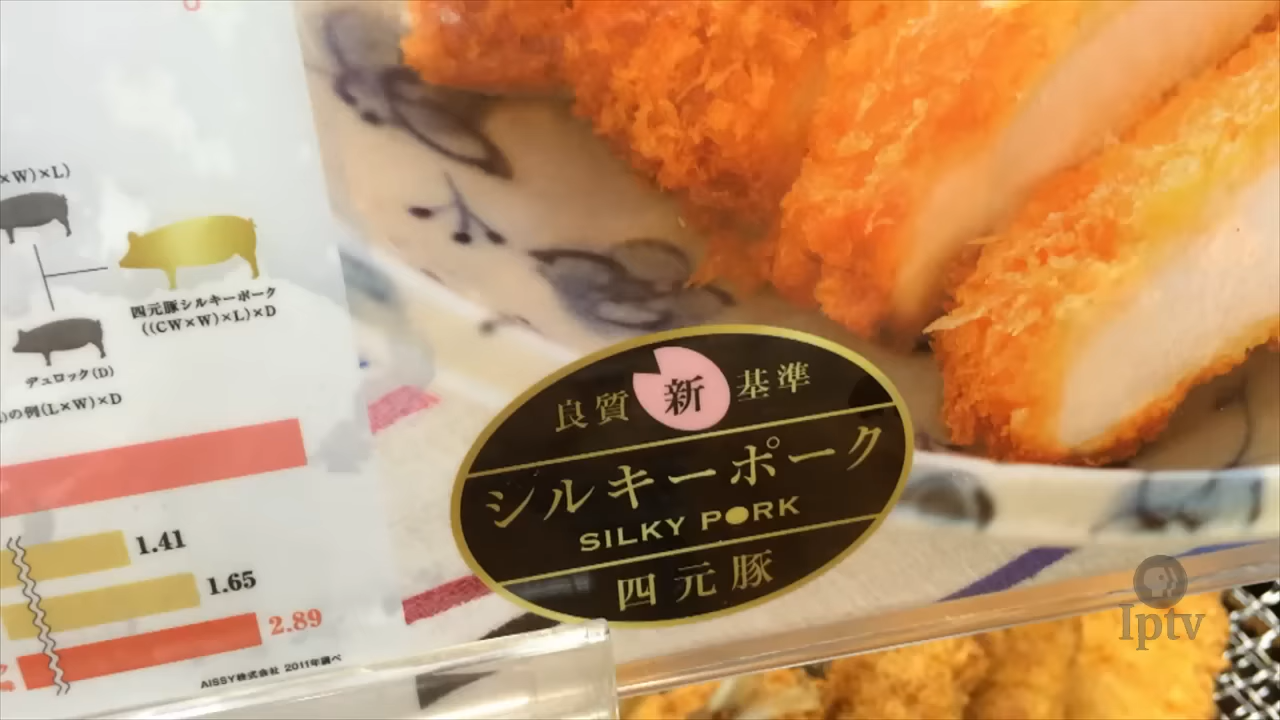 ×W)×L)
四元豚シルキーポーク
((CW×W)×L)×D
デュロック(D)
の例(L×W)×D
1.41
1.65
2.89
AISSY株式会社 2011年調べ
良質 新 基準
シルキーポーク
SILKY PORK
四元豚
Iptv